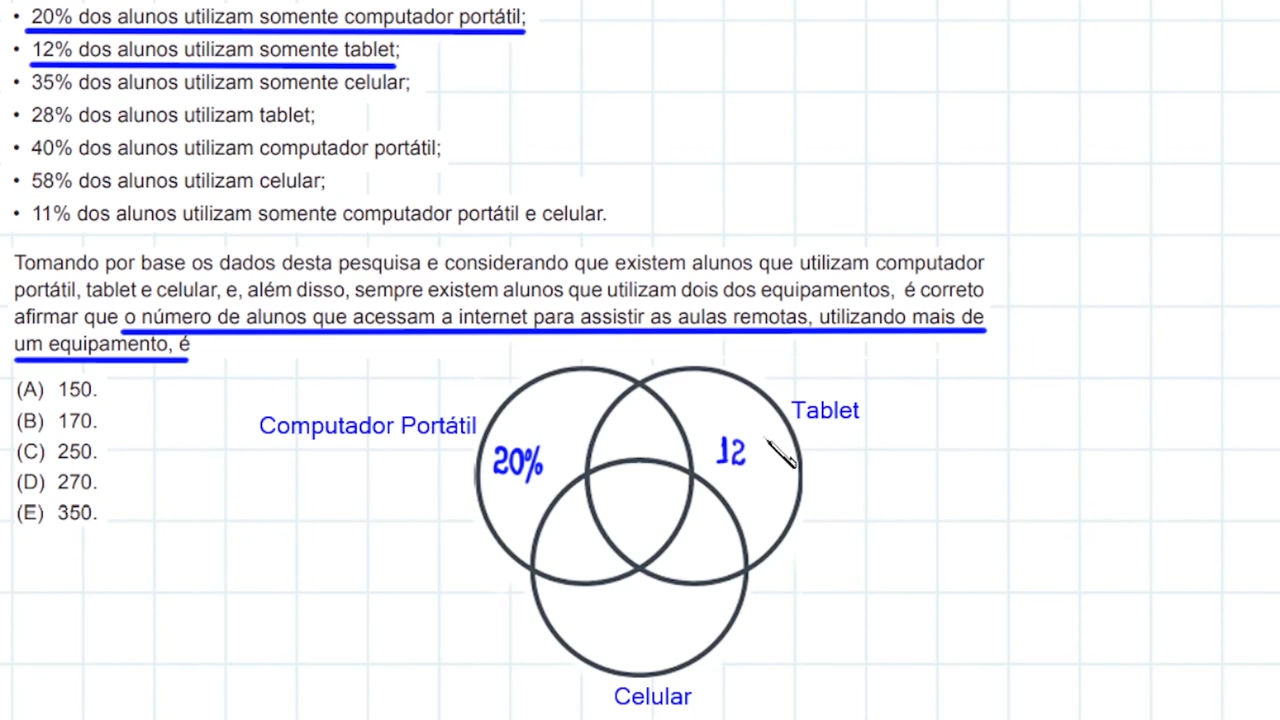 • 20% dos alunos utilizam somente computador portátil;
• 12% dos alunos utilizam somente tablet;
• 35% dos alunos utilizam somente celular;
• 28% dos alunos utilizam tablet;
• 40% dos alunos utilizam computador portátil;
• 58% dos alunos utilizam celular;
• 11% dos alunos utilizam somente computador portátil e celular.
Tomando por base os dados desta pesquisa e considerando que existem alunos que utilizam computador
portátil, tablet e celular, e, além disso, sempre existem alunos que utilizam dois dos equipamentos, é correto
afirmar que o número de alunos que acessam a internet para assistir as aulas remotas, utilizando mais de
um equipamento, é
(A) 150.
(B) 170.
(C) 250.
(D) 270.
(E) 350.
Computador Portátil
Tablet
20%
12
Celular